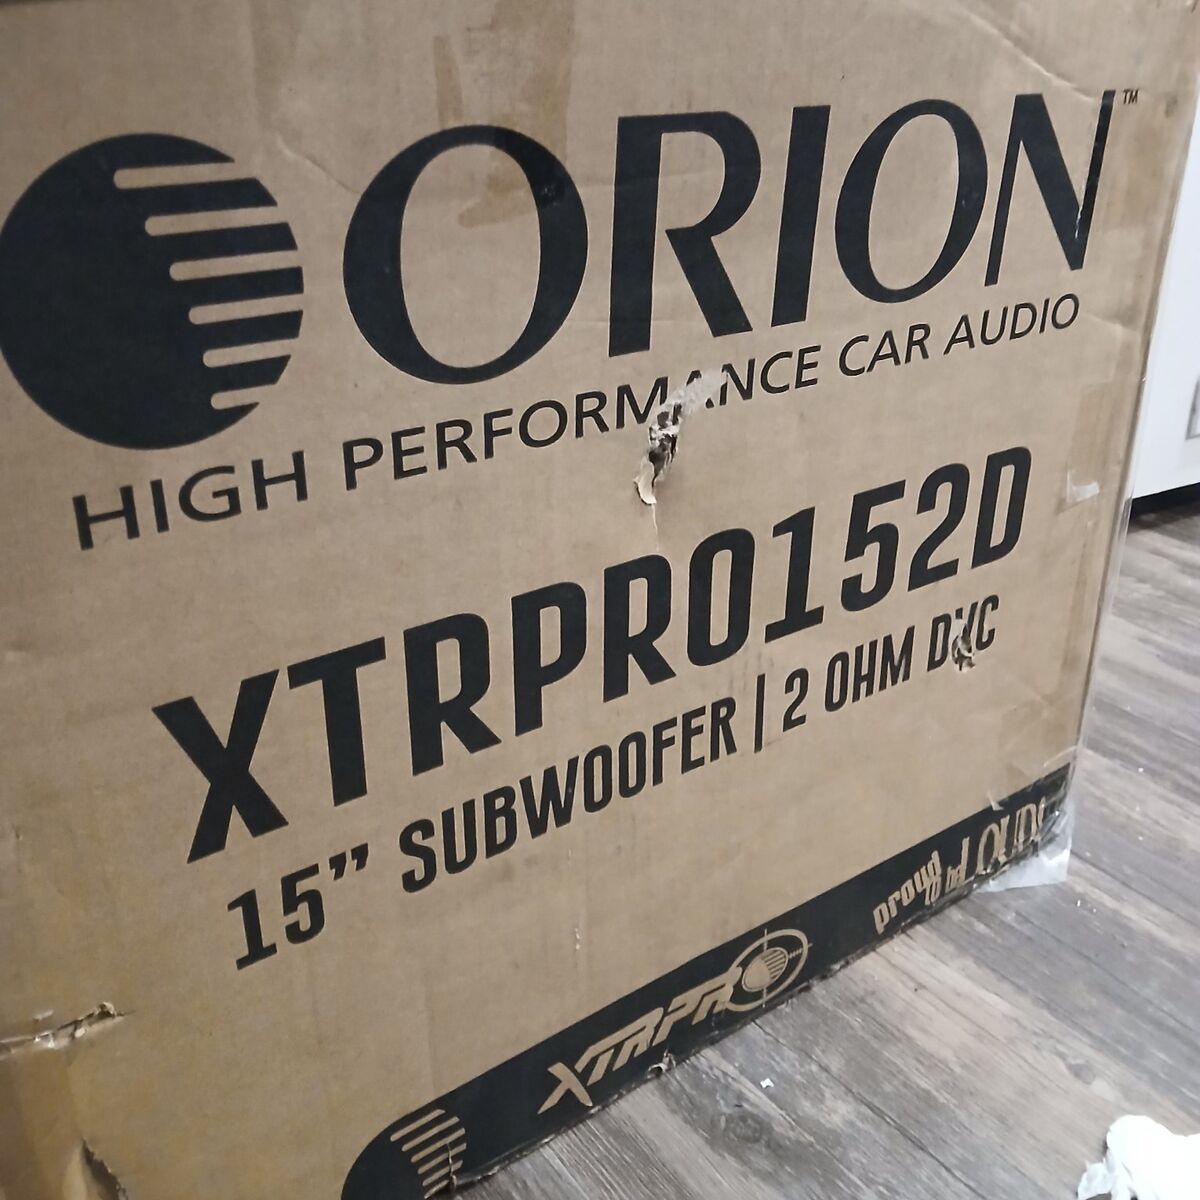 ORION™
HIGH PERFORMANCE CAR AUDIO
XTRPRO152D
15” SUBWOOFER | 2 OHM DVC
XTRPRO
proud
to be LOUD!